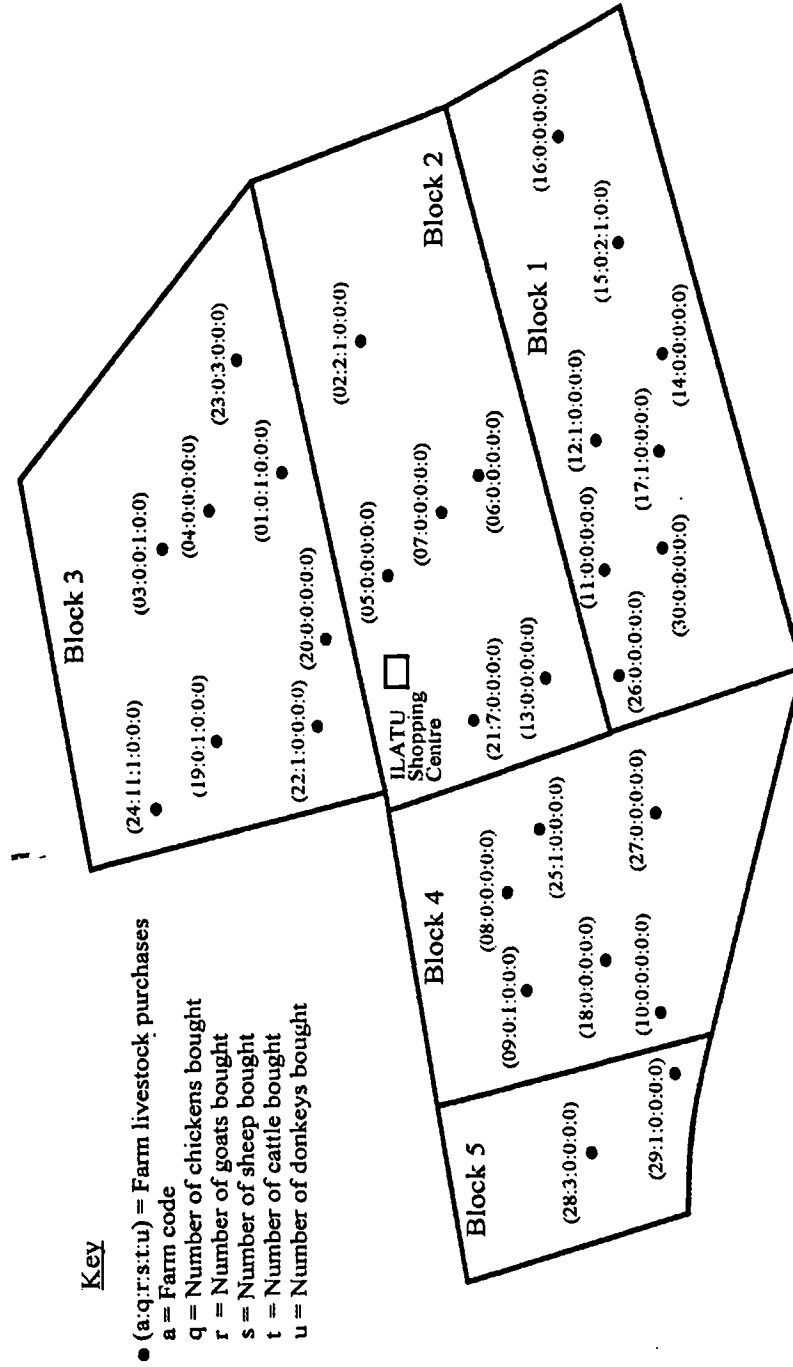 Key
● (a:q:r:s:t:u) = Farm livestock purchases
a = Farm code
q = Number of chickens bought
r = Number of goats bought
s = Number of sheep bought
t = Number of cattle bought
u = Number of donkeys bought
Block 3
(24:11:1:0:0:0)
(19:0:1:0:0:0)
(22:1:0:0:0:0)
(20:0:0:0:0:0)
(03:0:0:1:0:0)
(04:0:0:0:0:0)
(01:0:1:0:0:0)
(23:0:3:0:0:0)
Block 2
ILATU
Shopping
Centre
(05:0:0:0:0:0)
(07:0:0:0:0:0)
(06:0:0:0:0:0)
(02:2:1:0:0:0)
(21:7:0:0:0:0)
(13:0:0:0:0:0)
Block 1
(11:0:0:0:0:0)
(12:1:0:0:0:0)
(17:1:0:0:0:0)
(26:0:0:0:0:0)
(30:0:0:0:0:0)
(14:0:0:0:0:0)
(15:0:2:1:0:0)
(16:0:0:0:0:0)
Block 4
(08:0:0:0:0:0)
(09:0:1:0:0:0)
(25:1:0:0:0:0)
(18:0:0:0:0:0)
(10:0:0:0:0:0)
(27:0:0:0:0:0)
Block 5
(28:3:0:0:0:0)
(29:1:0:0:0:0)